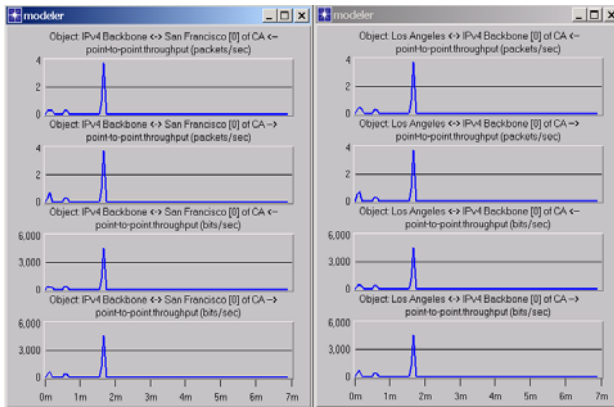 modeler
Object: IPv4 Backbone <-> San Francisco [0] of CA <--
point-to-point.throughput (packets/sec)
4
2
0
Object: IPv4 Backbone <-> San Francisco [0] of CA -->
point-to-point.throughput (packets/sec)
4
2
0
Object: IPv4 Backbone <-> San Francisco [0] of CA <--
point-to-point.throughput (bits/sec)
6,000
3,000
0
Object: IPv4 Backbone <-> San Francisco [0] of CA -->
point-to-point.throughput (bits/sec)
6,000
3,000
0
0m 1m 2m 3m 4m 5m 6m 7m
modeler
Object: Los Angeles <-> IPv4 Backbone [0] of CA <--
point-to-point.throughput (packets/sec)
4
2
0
Object: Los Angeles <-> IPv4 Backbone [0] of CA -->
point-to-point.throughput (packets/sec)
4
2
0
Object: Los Angeles <-> IPv4 Backbone [0] of CA <--
point-to-point.throughput (bits/sec)
6,000
3,000
0
Object: Los Angeles <-> IPv4 Backbone [0] of CA -->
point-to-point.throughput (bits/sec)
6,000
3,000
0
0m 1m 2m 3m 4m 5m 6m 7m